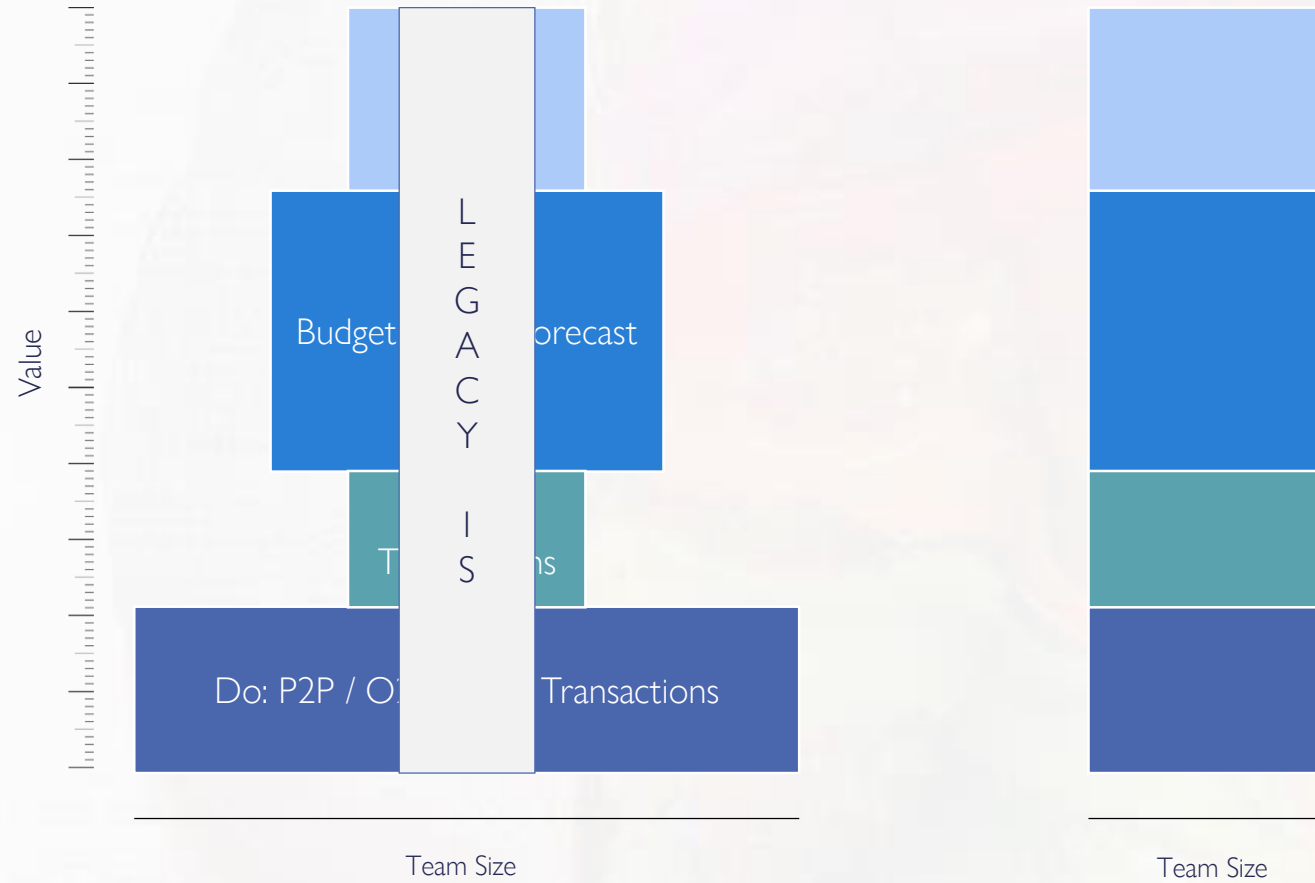 Value
L
E
G
A
C
Y
I
S
Budget orecast
T ns
Do: P2P / O Transactions
Team Size
Team Size